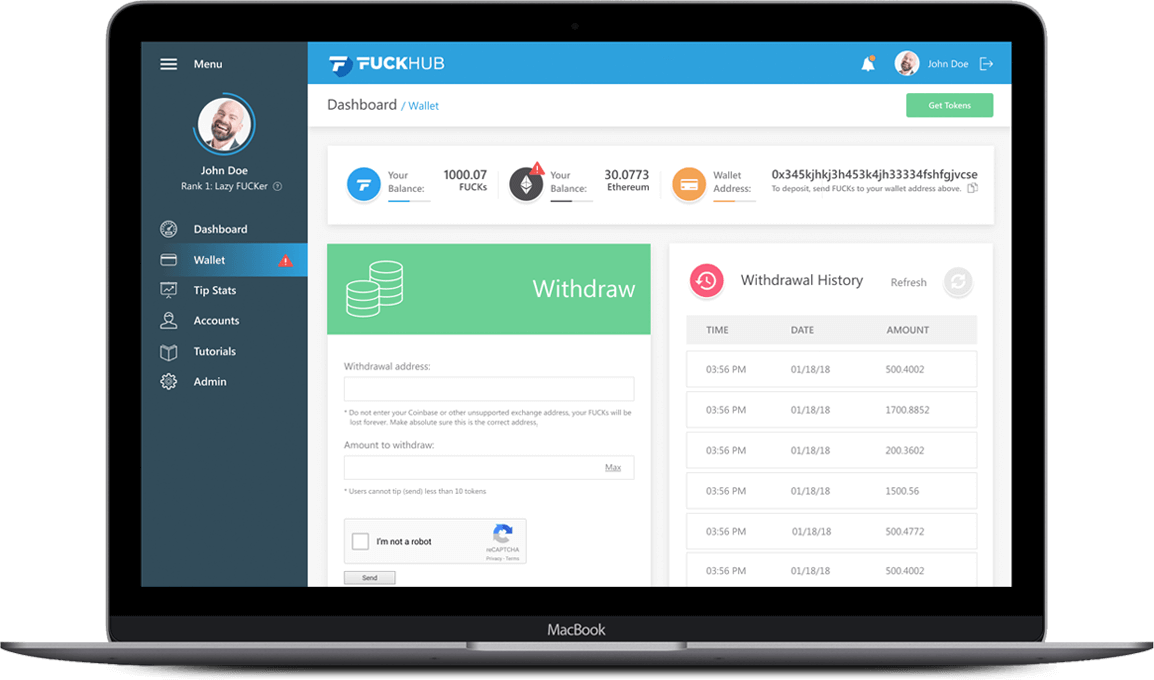 Menu
FUCKHUB
John Doe
Dashboard / Wallet
Get Tokens
John Doe
Rank 1: Lazy FUCKer ?
Dashboard
Wallet
Tip Stats
Accounts
Tutorials
Admin
Your
Balance:
1000.07
FUCKs
Your
Balance:
30.0773
Ethereum
Wallet
Address:
0x345kjhkj3h453k4jh33334fshfgjvcse
To deposit, send FUCKs to your wallet address above.
Withdraw
Withdrawal address:
* Do not enter your Coinbase or other unsupported exchange address, your FUCKs will be
lost forever. Make absolute sure this is the correct address,
Amount to withdraw:
Max
* Users cannot tip (send) less than 10 tokens
I'm not a robot
reCAPTCHA
Privacy - Terms
Send
Withdrawal History
Refresh
TIME DATE AMOUNT
03:56 PM 01/18/18 500.4002
03:56 PM 01/18/18 1700.8852
03:56 PM 01/18/18 200.3602
03:56 PM 01/18/18 1500.56
03:56 PM 01/18/18 500.4772
03:56 PM 01/18/18 500.4002
MacBook